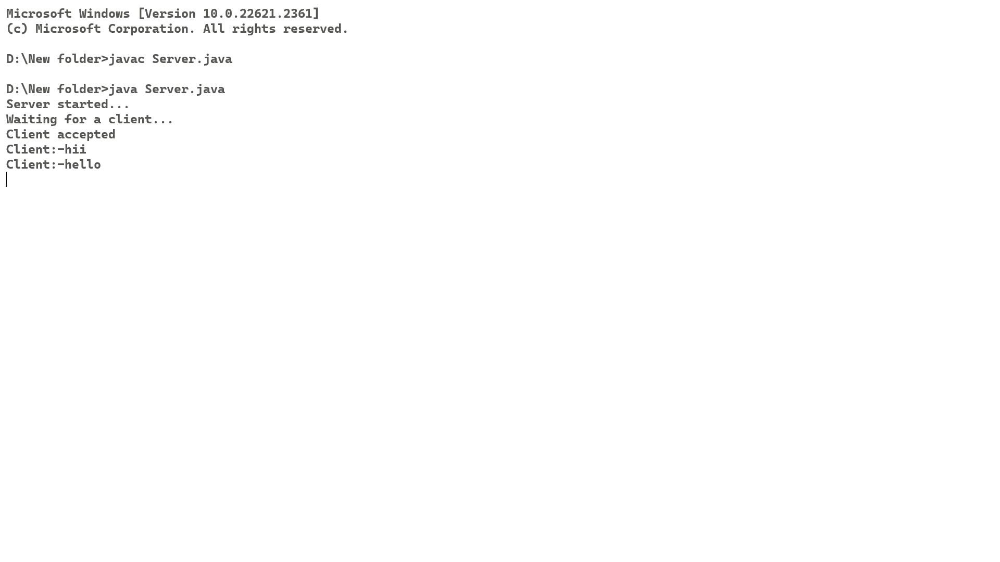 Microsoft Windows [Version 10.0.22621.2361]
(c) Microsoft Corporation. All rights reserved.
D:\New folder>javac Server.java
D:\New folder>java Server.java
Server started...
Waiting for a client...
Client accepted
Client:-hii
Client:-hello